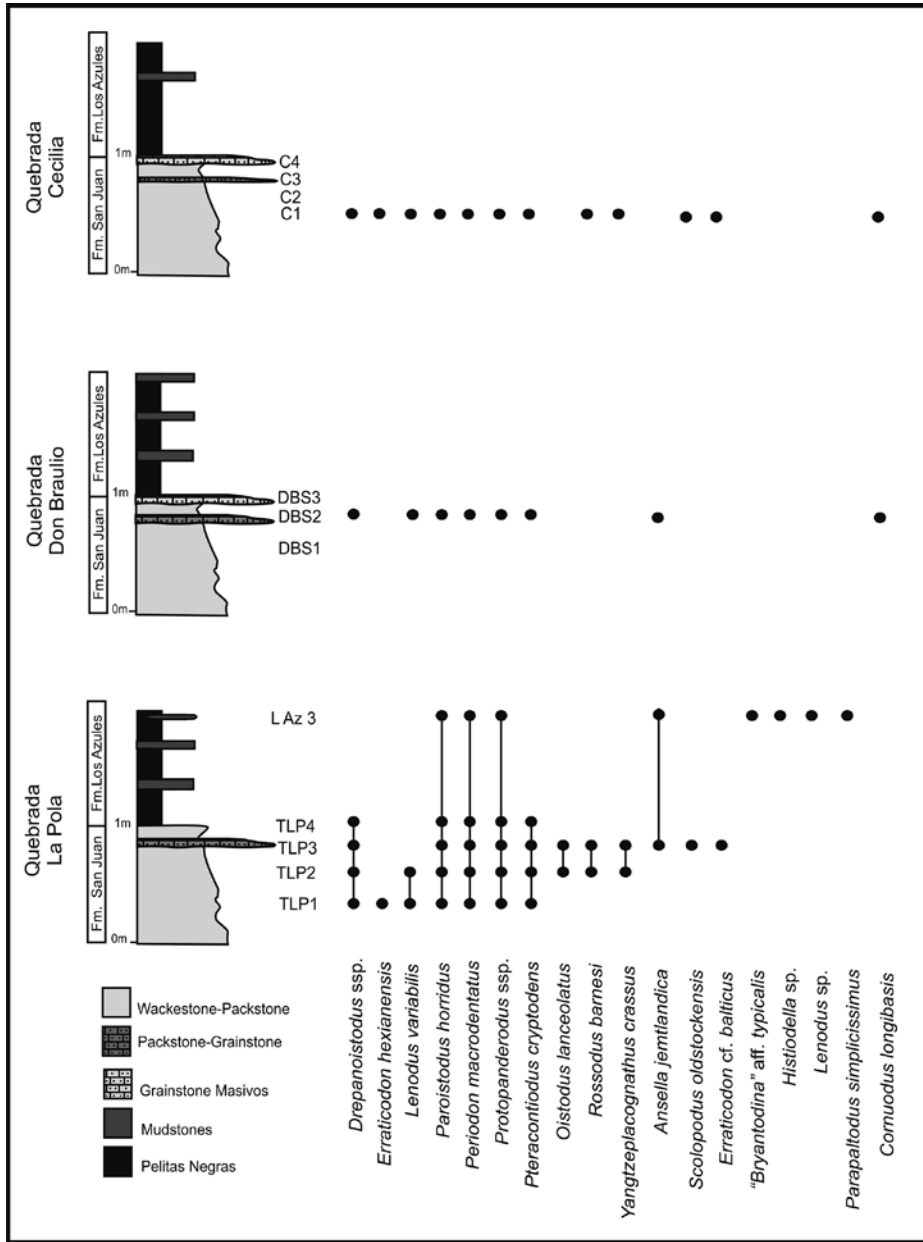 Quebrada
Cecilia
Fm. San Juan
Fm.Los Azules
1m
0m
C4
C3
C2
C1
Quebrada
Don Braulio
Fm. San Juan
Fm.Los Azules
1m
0m
DBS3
DBS2
DBS1
Quebrada
La Pola
Fm. San Juan
Fm.Los Azules
1m
0m
L Az 3
TLP4
TLP3
TLP2
TLP1
Wackestone-Packstone
Packstone-Grainstone
Grainstone Masivos
Mudstones
Pelitas Negras
Drepanoistodus ssp.
Erraticodon hexianensis
Lenodus variabilis
Paroistodus horridus
Periodon macrodentatus
Protopanderodus ssp.
Pteracontiodus cryptodens
Oistodus lanceolatus
Rossodus barnesi
Yangtzeplacognathus crassus
Ansella jemtlandica
Scolopodus oldstockensis
Erraticodon cf. balticus
“Bryantodina” aff. typicalis
Histiodella sp.
Lenodus sp.
Parapaltodus simplicissimus
Cornuodus longibasis